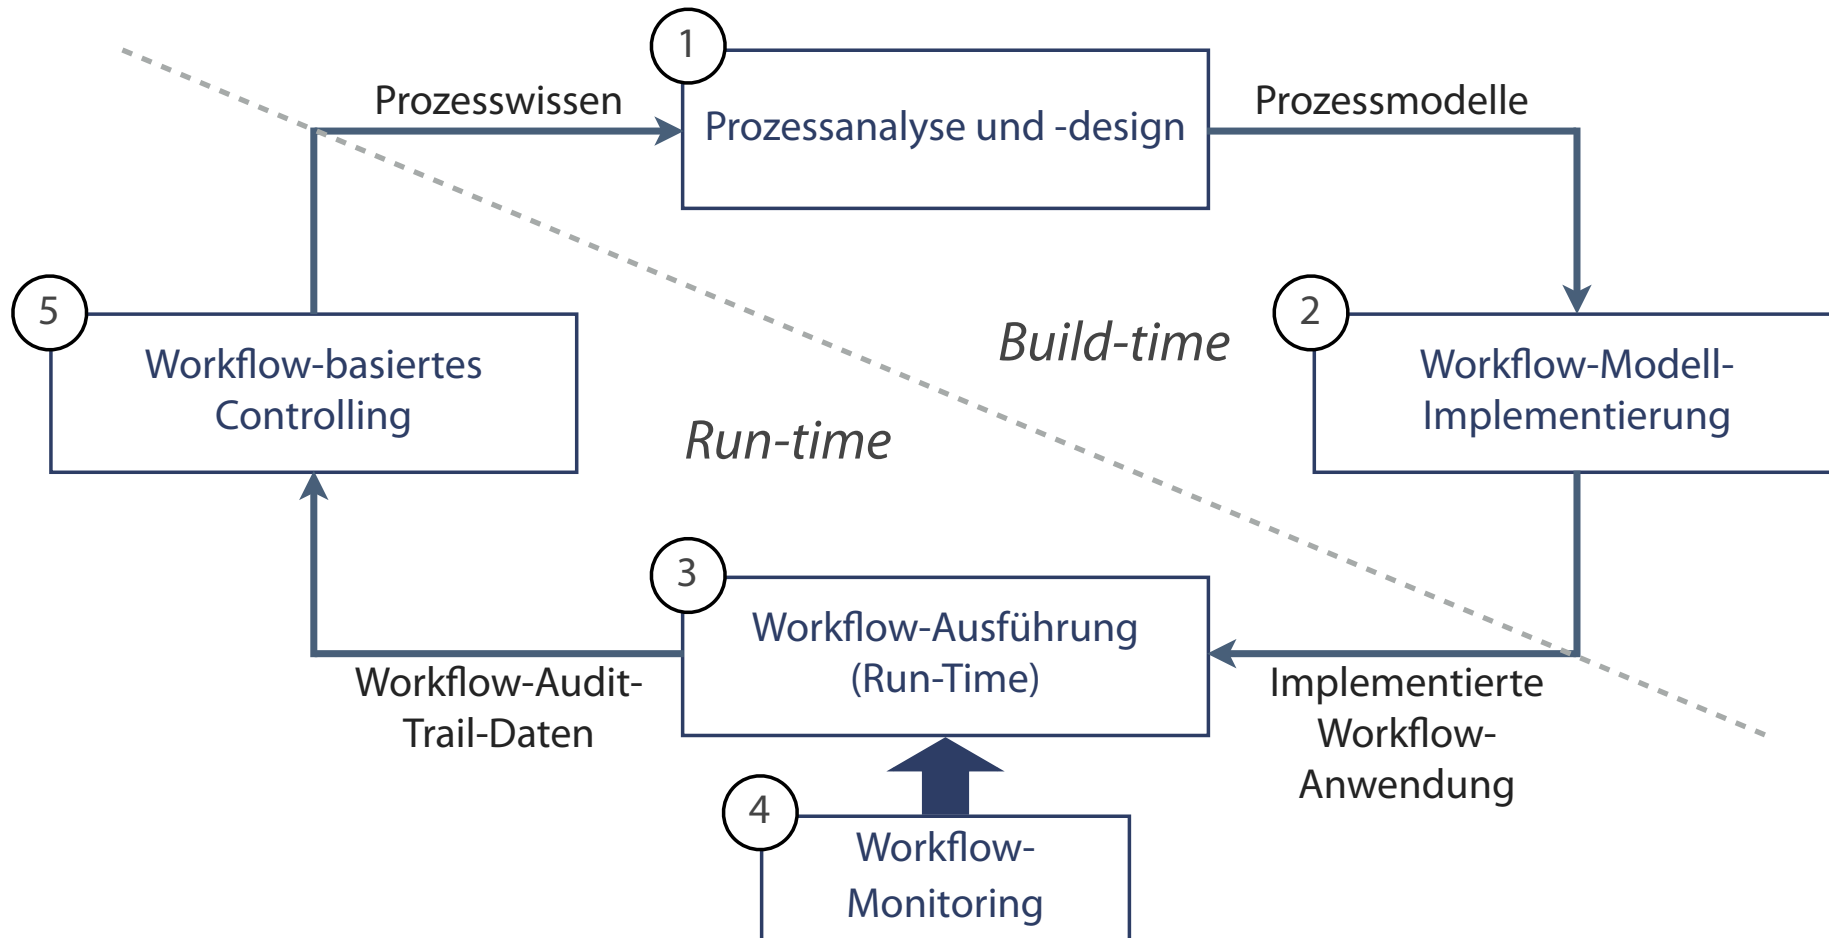 1
Prozesswissen
Prozessanalyse und -design
Prozessmodelle
5
Workflow-basiertes
Controlling
Build-time
Run-time
2
Workflow-Modell-
Implementierung
3
Workflow-Ausführung
(Run-Time)
Workflow-Audit-
Trail-Daten
Implementierte
Workflow-
Anwendung
4
Workflow-
Monitoring